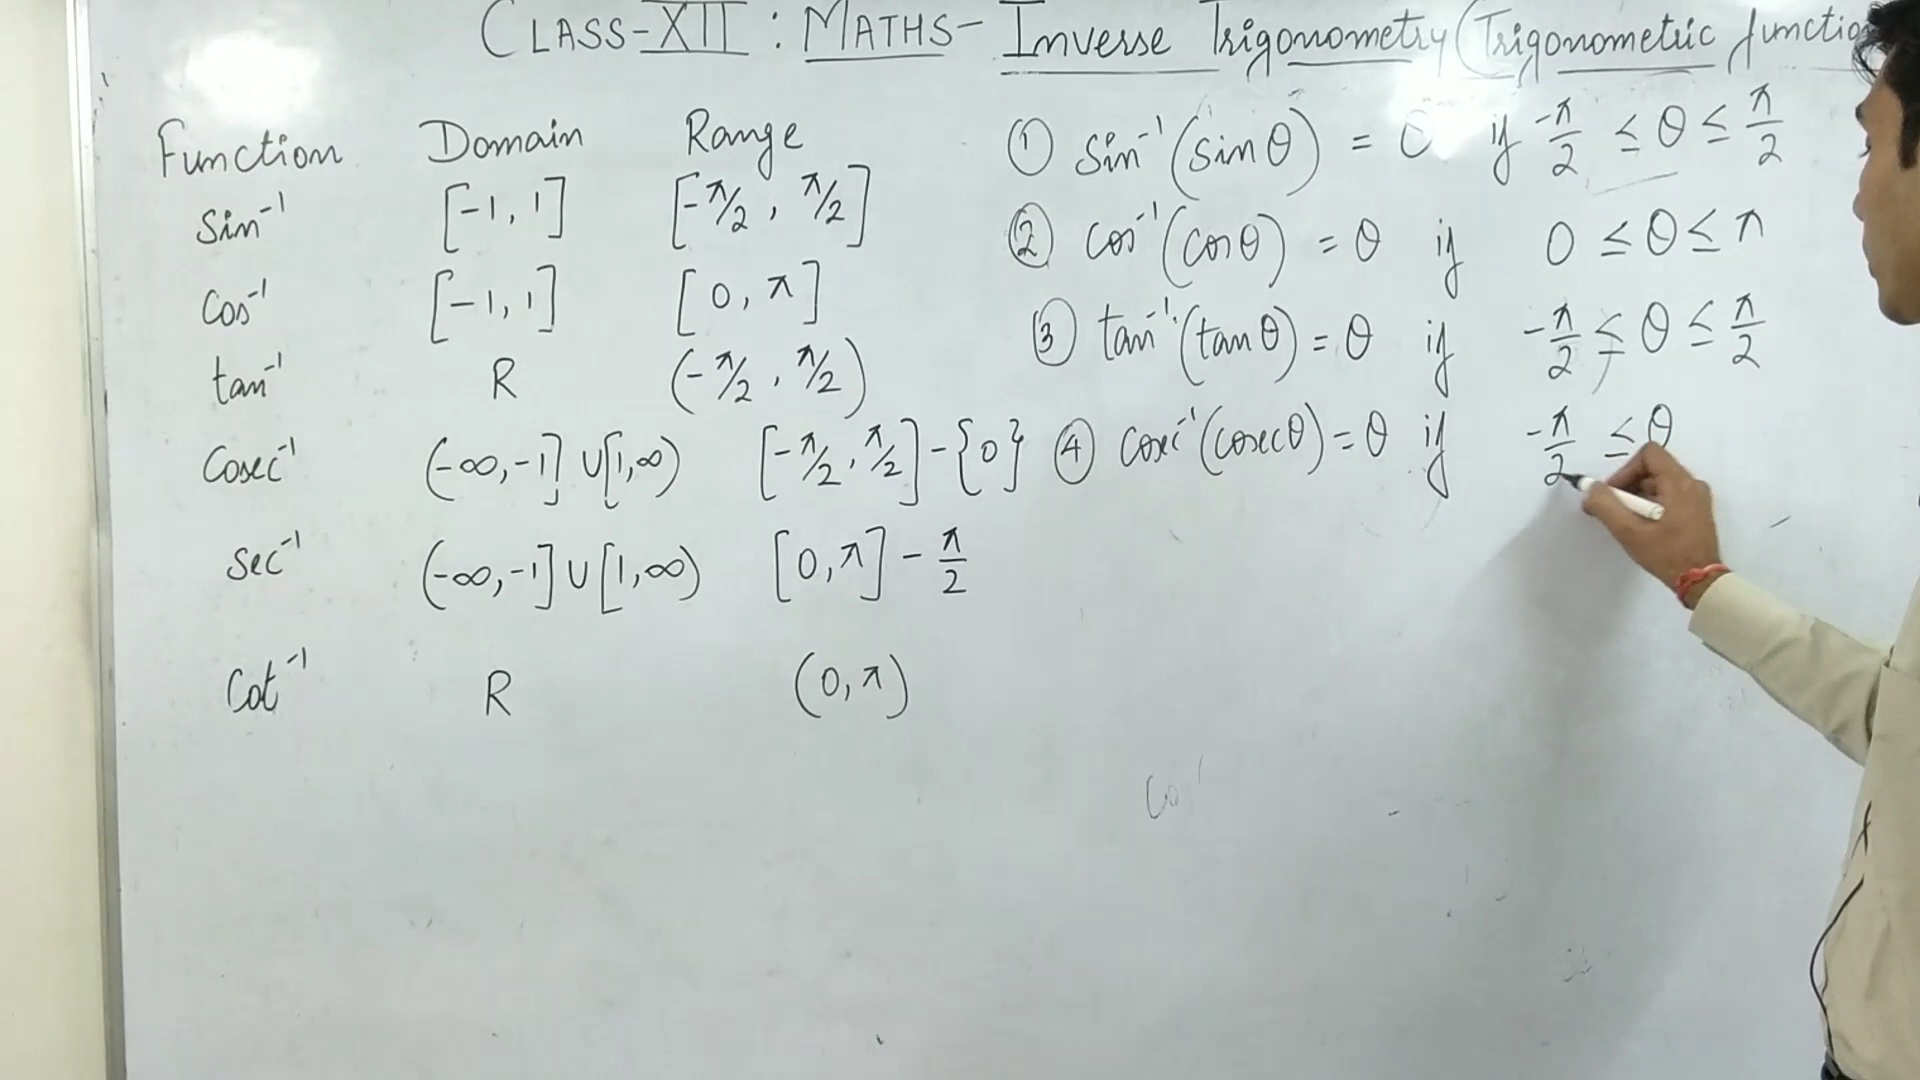 CLASS-XII : MATHS- Inverse Trigonometry (Trigonometric functio
Function Domain Range
Sin⁻¹ [-1, 1] [-π/2, π/2]
Cos⁻¹ [-1, 1] [0, π]
tan⁻¹ R (-π/2, π/2)
Cosec⁻¹ (-∞, -1] ∪ [1, ∞) [-π/2, π/2] - {0}
Sec⁻¹ (-∞, -1] ∪ [1, ∞) [0, π] - π/2
Cot⁻¹ R (0, π)
① Sin⁻¹(sin θ) = θ if -π/2 ≤ θ ≤ π/2
② cos⁻¹(cos θ) = θ if 0 ≤ θ ≤ π
③ tan⁻¹(tan θ) = θ if -π/2 ≤ θ ≤ π/2
④ cosec⁻¹(cosec θ) = θ if -π/2 ≤ θ